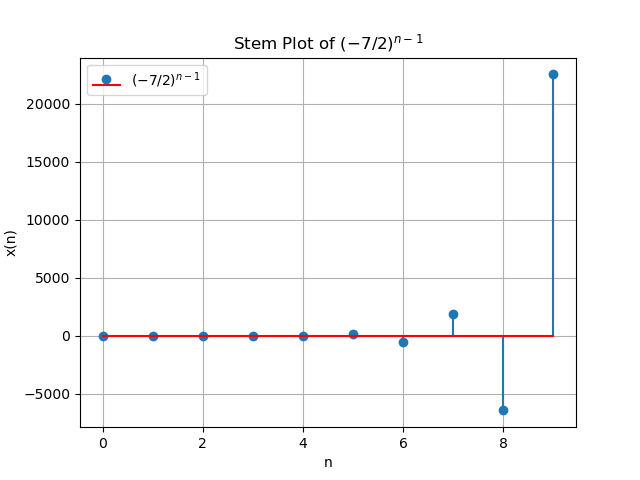 Stem Plot of $(-7/2)^{n-1}$
$(-7/2)^{n-1}$
20000
15000
10000
5000
0
−5000
x(n)
0 2 4 6 8
n